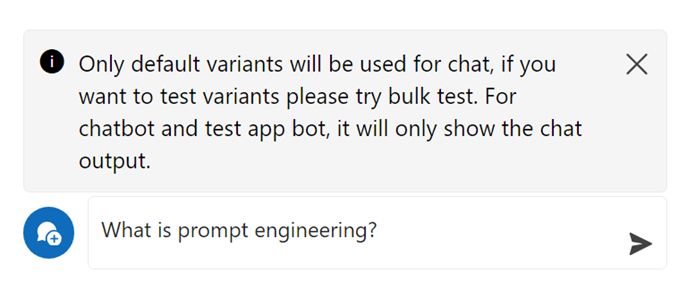 Only default variants will be used for chat, if you
want to test variants please try bulk test. For
chatbot and test app bot, it will only show the chat
output.
What is prompt engineering?